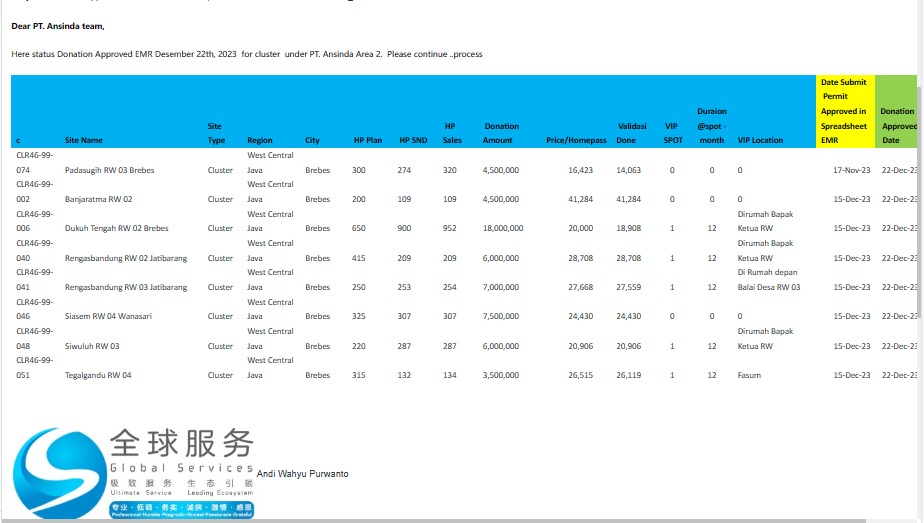 Dear PT. Ansinda team,
Here status Donation Approved EMR Desember 22th, 2023 for cluster under PT. Ansinda Area 2. Please continue ..process
c Site Name Site Type Region City HP Plan HP SND HP Sales Donation Amount Price/Homepass Validasi Done VIP SPOT Duraion @spot - month VIP Location Date Submit Permit Approved in Spreadsheet EMR Donation Approved Date
CLR46-99-074 Padasugih RW 03 Brebes Cluster West Central Java Brebes 300 274 320 4,500,000 16,423 14,063 0 0 0 17-Nov-23 22-Dec-23
CLR46-99-002 Banjaratma RW 02 Cluster West Central Java Brebes 200 109 109 4,500,000 41,284 41,284 0 0 0 15-Dec-23 22-Dec-23
CLR46-99-006 Dukuh Tengah RW 02 Brebes Cluster West Central Java Brebes 650 900 952 18,000,000 20,000 18,908 1 12 Dirumah Bapak Ketua RW 15-Dec-23 22-Dec-23
CLR46-99-040 Rengasbandung RW 02 Jatibarang Cluster West Central Java Brebes 415 209 209 6,000,000 28,708 28,708 1 12 Dirumah Bapak Ketua RW 15-Dec-23 22-Dec-23
CLR46-99-041 Rengasbandung RW 03 Jatibarang Cluster West Central Java Brebes 250 253 254 7,000,000 27,668 27,559 1 12 Di Rumah depan Balai Desa RW 03 15-Dec-23 22-Dec-23
CLR46-99-046 Siasem RW 04 Wanasari Cluster West Central Java Brebes 325 307 307 7,500,000 24,430 24,430 0 0 0 15-Dec-23 22-Dec-23
CLR46-99-048 Siwuluh RW 03 Cluster West Central Java Brebes 220 287 287 6,000,000 20,906 20,906 1 12 Dirumah Bapak Ketua RW 15-Dec-23 22-Dec-23
CLR46-99-051 Tegalgandu RW 04 Cluster West Central Java Brebes 315 132 134 3,500,000 26,515 26,119 1 12 Fasum 15-Dec-23 22-Dec-23
全球服务
Global Services
极致服务 生态引领
Ultimate Service Leading Ecosystem
专业·低调·务实·诚信·激情·感恩
Professional·Humble·Pragmatic·Honest·Passionate·Grateful
Andi Wahyu Purwanto